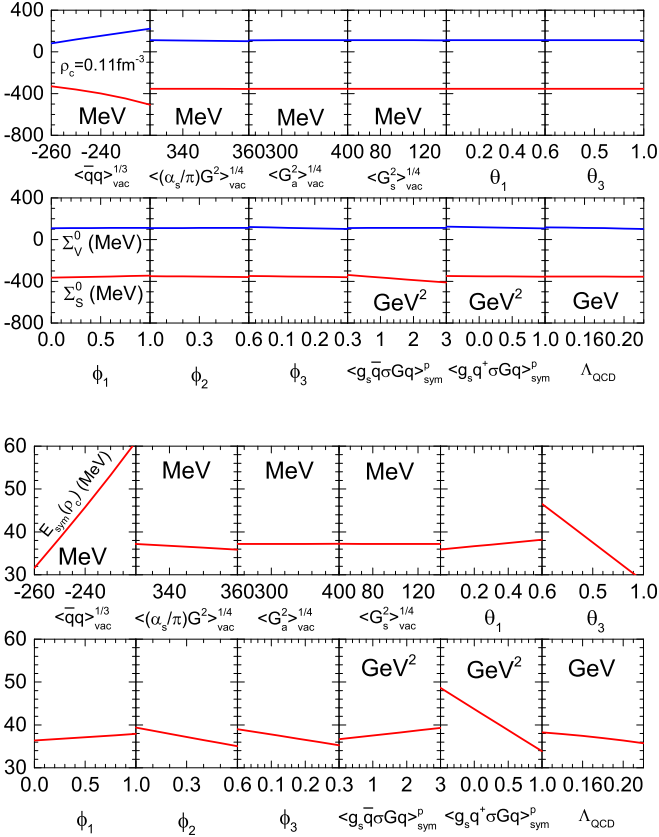 400
0
-400
-800
ρc=0.11fm-3
MeV MeV MeV MeV
-260 -240 340 360 300 400 80 120 0.2 0.4 0.6 0.5 1.0
<q̄q>vac1/3 <(αs/π)G2>vac1/4 <Ga2>vac1/4 <Gs2>vac1/4 θ1 θ3
400
0
-400
-800
ΣV0 (MeV)
ΣS0 (MeV)
GeV2 GeV2 GeV
0.0 0.5 1.0 0.3 0.6 0.1 0.2 0.3 1 2 3 0.0 1.0 0.16 0.20
ϕ1 ϕ2 ϕ3 <gsq̄σGq>symp <gsq+σGq>symp ΛQCD
60
50
40
30
Esym(ρc) (MeV)
MeV MeV MeV MeV
-260 -240 340 360 300 400 80 120 0.2 0.4 0.6 0.5 1.0
<q̄q>vac1/3 <(αs/π)G2>vac1/4 <Ga2>vac1/4 <Gs2>vac1/4 θ1 θ3
60
50
40
30
GeV2 GeV2 GeV
0.0 0.5 1.0 0.3 0.6 0.1 0.2 0.3 1 2 3 0.0 1.0 0.16 0.20
ϕ1 ϕ2 ϕ3 <gsq̄σGq>symp <gsq+σGq>symp ΛQCD